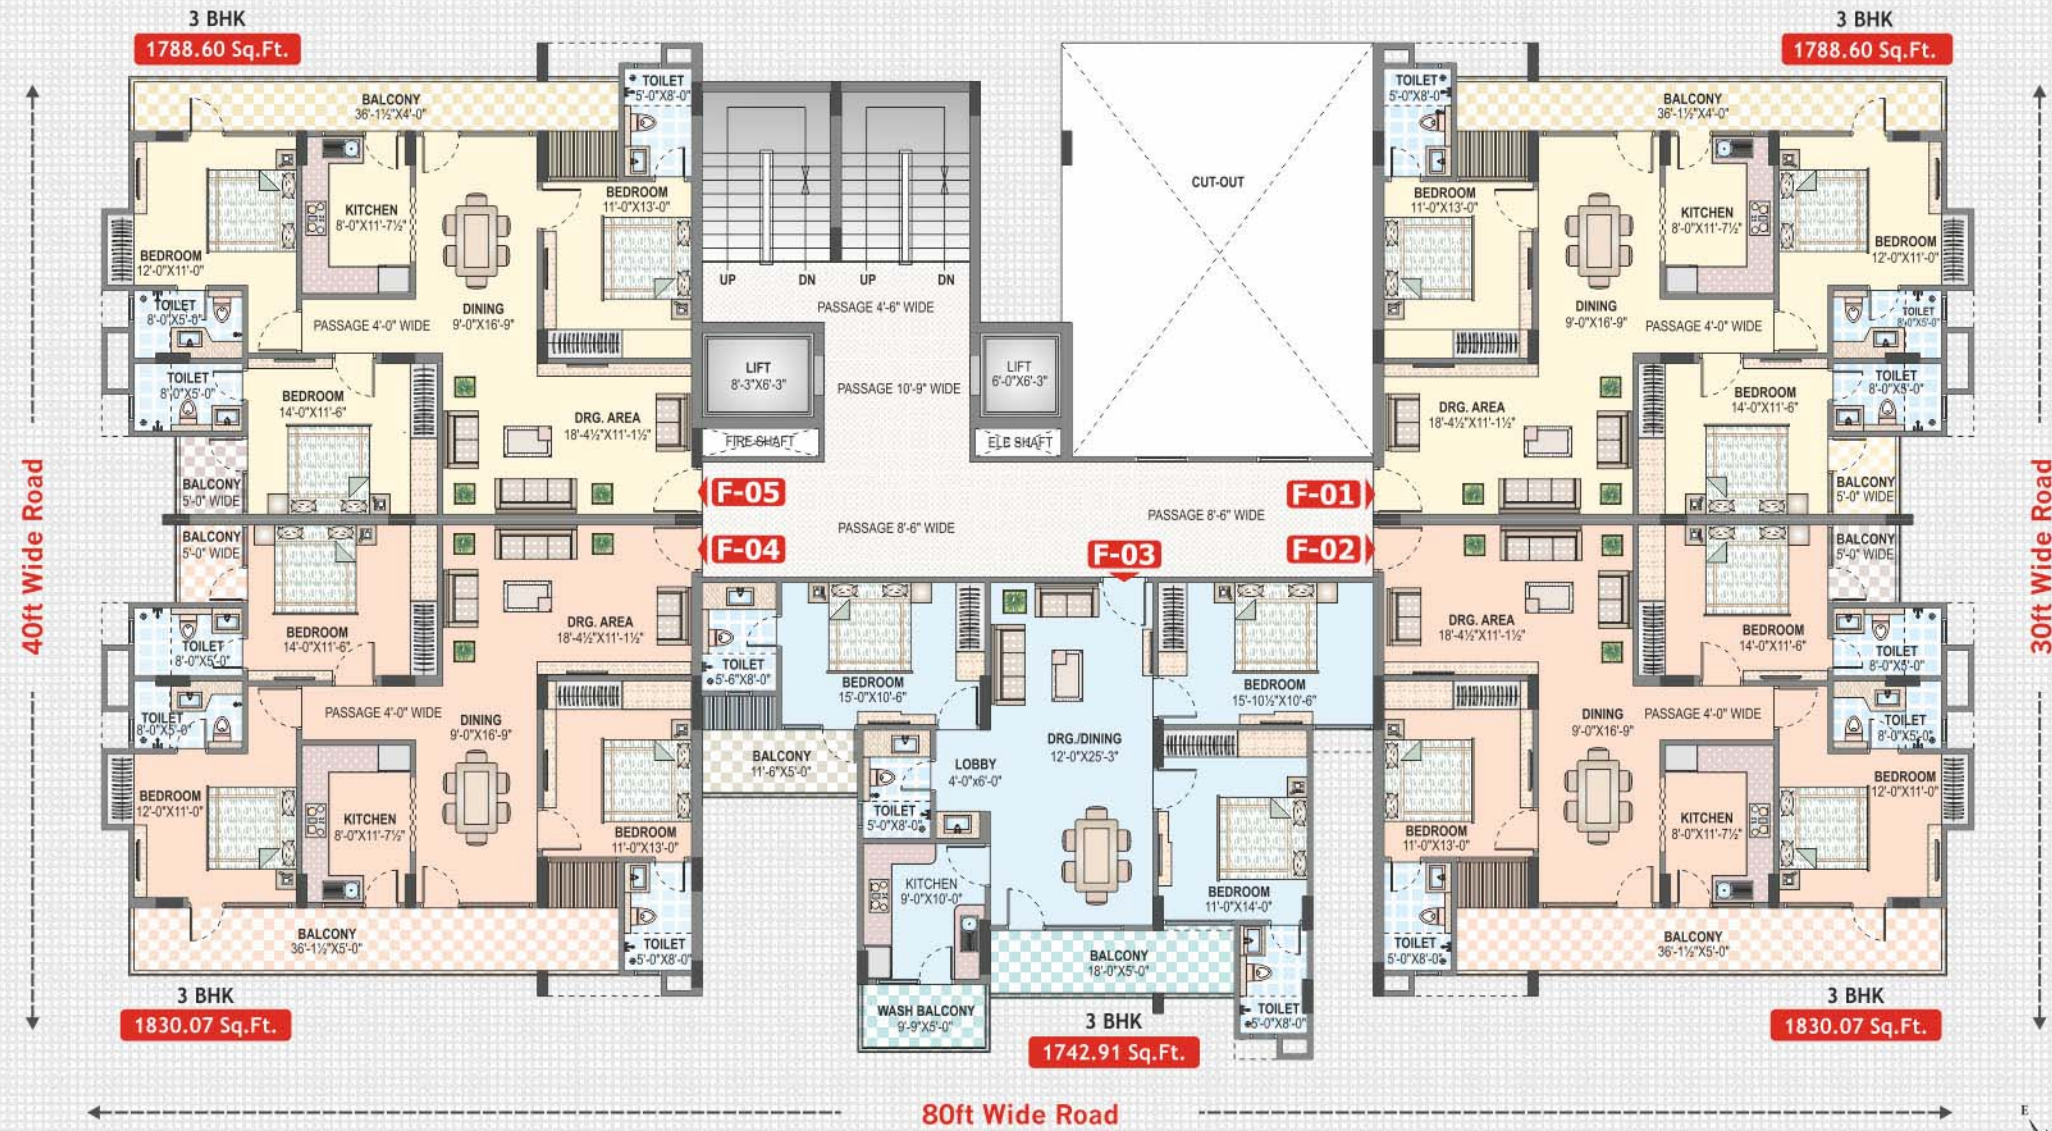 3 BHK
1788.60 Sq.Ft.
3 BHK
1788.60 Sq.Ft.
BALCONY
36'-1½"X4'-0"
TOILET
5'-0"X8'-0"
BEDROOM
11'-0"X13'-0"
KITCHEN
8'-0"X11'-7½"
BEDROOM
12'-0"X11'-0"
TOILET
8'-0"X5'-0"
PASSAGE 4'-0" WIDE
DINING
9'-0"X16'-9"
TOILET
8'-0"X5'-0"
BEDROOM
14'-0"X11'-6"
DRG. AREA
18'-4½"X11'-1½"
BALCONY
5'-0" WIDE
F-05
UP
DN
UP
DN
DN
DN
PASSAGE 4'-6" WIDE
LIFT
8'-3"X6'-3"
PASSAGE 10'-9" WIDE
LIFT
6'-0"X6'-3"
FIRE SHAFT
ELE SHAFT
CUT-OUT
PASSAGE 8'-6" WIDE
PASSAGE 8'-6" WIDE
TOILET
5'-0"X8'-0"
BALCONY
36'-1½"X4'-0"
BEDROOM
11'-0"X13'-0"
KITCHEN
8'-0"X11'-7½"
BEDROOM
12'-0"X11'-0"
DINING
9'-0"X16'-9"
PASSAGE 4'-0" WIDE
TOILET
8'-0"X5'-0"
TOILET
8'-0"X5'-0"
BEDROOM
14'-0"X11'-6"
DRG. AREA
18'-4½"X11'-1½"
BALCONY
5'-0" WIDE
F-01
40ft Wide Road
30ft Wide Road
F-04
BALCONY
5'-0" WIDE
TOILET
8'-0"X5'-0"
BEDROOM
14'-0"X11'-6"
DRG. AREA
18'-4½"X11'-1½"
TOILET
8'-0"X5'-0"
PASSAGE 4'-0" WIDE
DINING
9'-0"X16'-9"
BEDROOM
12'-0"X11'-0"
KITCHEN
8'-0"X11'-7½"
BEDROOM
11'-0"X13'-0"
BALCONY
36'-1½"X5'-0"
TOILET
5'-0"X8'-0"
3 BHK
1830.07 Sq.Ft.
F-03
TOILET
5'-6"X8'-0"
BEDROOM
15'-0"X10'-6"
BEDROOM
15'-10½"X10'-6"
BALCONY
11'-6"X5'-0"
LOBBY
4'-0"x6'-0"
DRG./DINING
12'-0"X25'-3"
TOILET
5'-0"X8'-0"
KITCHEN
9'-0"X10'-0"
BEDROOM
11'-0"X14'-0"
BALCONY
18'-0"X5'-0"
WASH BALCONY
9'-9"X5'-0"
TOILET
5'-0"X8'-0"
3 BHK
1742.91 Sq.Ft.
F-02
BALCONY
5'-0" WIDE
DRG. AREA
18'-4½"X11'-1½"
BEDROOM
14'-0"X11'-6"
TOILET
8'-0"X5'-0"
DINING
9'-0"X16'-9"
PASSAGE 4'-0" WIDE
TOILET
8'-0"X5'-0"
BEDROOM
12'-0"X11'-0"
KITCHEN
8'-0"X11'-7½"
BEDROOM
11'-0"X13'-0"
TOILET
5'-0"X8'-0"
BALCONY
36'-1½"X5'-0"
3 BHK
1830.07 Sq.Ft.
80ft Wide Road
E